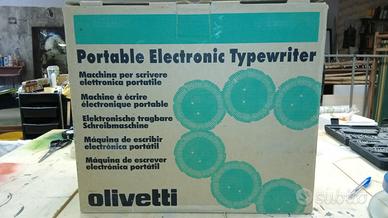 Portable Electronic Typewriter
Macchina per scrivere
elettronica portatile
Machine à écrire
électronique portable
Elektronische tragbare
Schreibmaschine
Máquina de escribir
electrónica portátil
Máquina de escrever
electrónica portátil
olivetti
subito